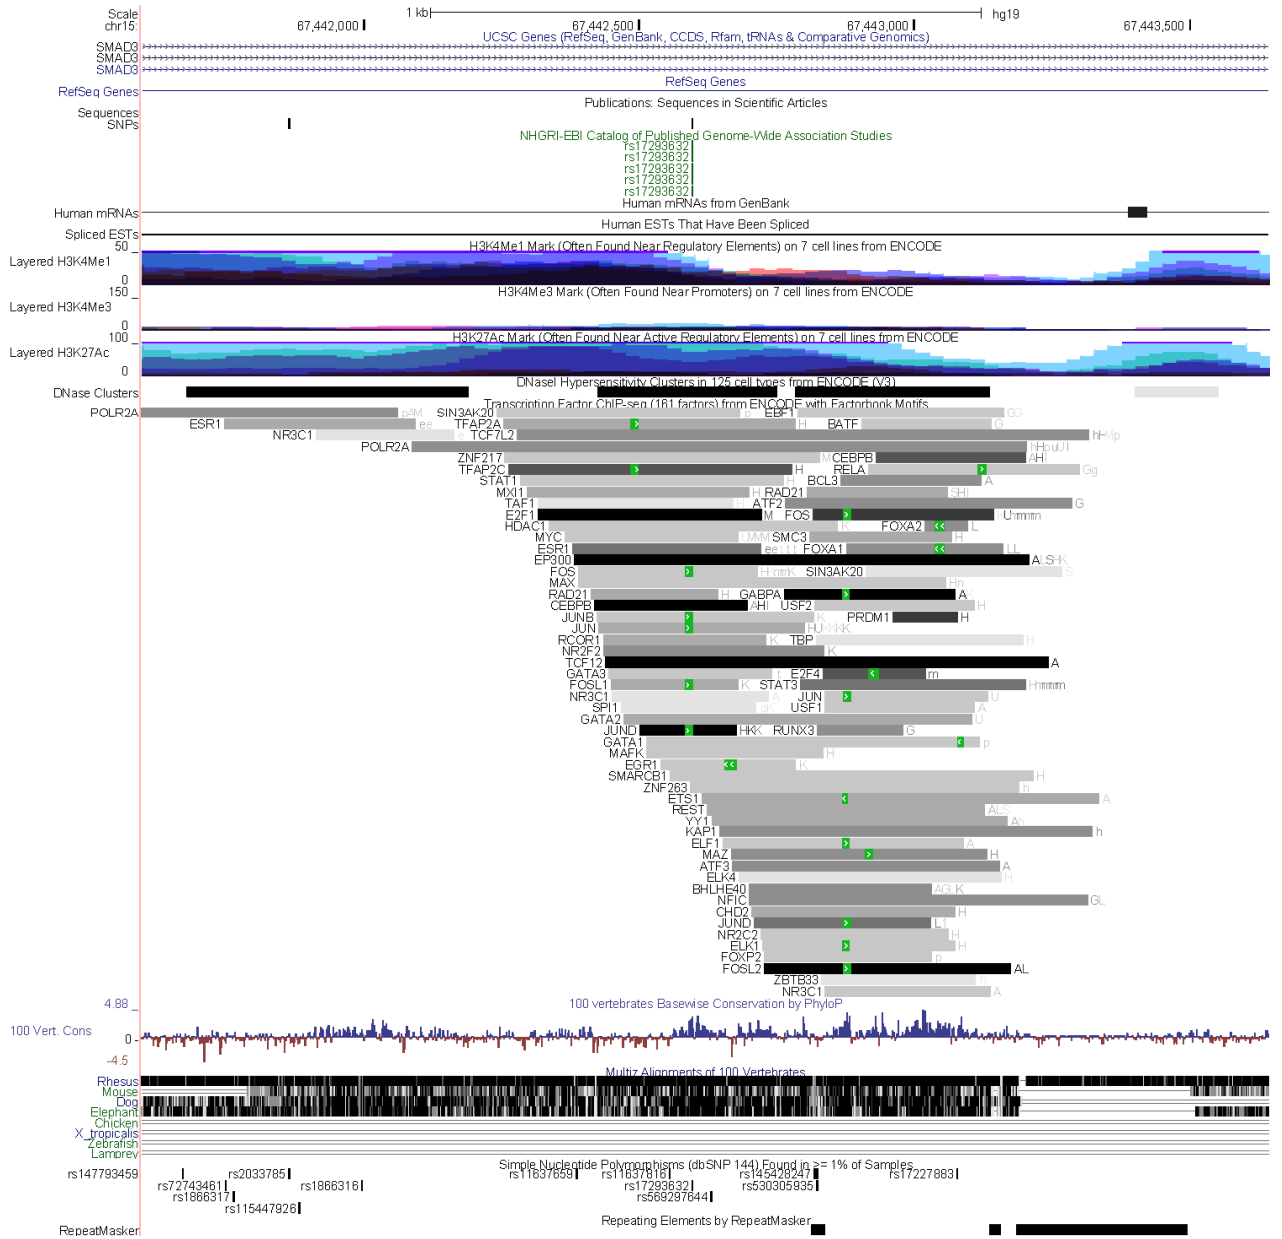 Scale 1 kb hg19
chr15: 67,442,000 67,442,500 67,443,000 67,443,500
UCSC Genes (RefSeq, GenBank, CCDS, Rfam, tRNAs & Comparative Genomics)
SMAD3
SMAD3
SMAD3
RefSeq Genes
RefSeq Genes
Publications: Sequences in Scientific Articles
Sequences
SNPs
NHGRI-EBI Catalog of Published Genome-Wide Association Studies
rs17293632
rs17293632
rs17293632
rs17293632
rs17293632
Human mRNAs from GenBank
Human mRNAs
Human ESTs That Have Been Spliced
Spliced ESTs
H3K4Me1 Mark (Often Found Near Regulatory Elements) on 7 cell lines from ENCODE
50
Layered H3K4Me1
0
H3K4Me3 Mark (Often Found Near Promoters) on 7 cell lines from ENCODE
150
Layered H3K4Me3
0
H3K27Ac Mark (Often Found Near Active Regulatory Elements) on 7 cell lines from ENCODE
100
Layered H3K27Ac
0
DNaseI Hypersensitivity Clusters in 125 cell types from ENCODE (V3)
DNase Clusters
Transcription Factor ChIP-seq (161 factors) from ENCODE with Factorbook Motifs
POLR2A pAM SIN3AK20 p EBF1 GG
ESR1 ee TFAP2A H BATF G
NR3C1 e TCF7L2
POLR2A
ZNF217 M CEBPB AHI
TFAP2C H RELA Gg
STAT1 H BCL3 A
MXI1 H RAD21 SHI
TAF1 H ATF2 G
E2F1 M FOS
HDAC1 K FOXA2 L
MYC SMC3 H
ESR1 FOXA1 LL
EP300
FOS SIN3AK20 S
MAX Hn
RAD21 H GABPA A
CEBPB AHI USF2 H
JUNB K PRDM1 H
JUN
RCOR1 K TBP H
NR2F2 K
TCF12 A
GATA3 t E2F4 m
FOSL1 K STAT3
NR3C1 A JUN U
SPI1 pK USF1 A
GATA2 U
JUND HKK RUNX3 G
GATA1 p
MAFK H
EGR1 K
SMARCB1 H
ZNF263 h
ETS1 A
REST ALS
YY1
KAP1 h
ELF1 A
MAZ H
ATF3 A
ELK4 H
BHLHE40
NFIC GL
CHD2 H
JUND
NR2C2 H
ELK1 H
FOXP2 p
FOSL2 AL
ZBTB33 h
NR3C1 A
100 vertebrates Basewise Conservation by PhyloP
4.88
100 Vert. Cons
0
-4.5
Multiz Alignments of 100 Vertebrates
Rhesus
Mouse
Dog
Elephant
Chicken
X_tropicalis
Zebrafish
Lamprey
Simple Nucleotide Polymorphisms (dbSNP 144) Found in >= 1% of Samples
rs147793459 rs2033785 rs11637659 rs11637816 rs145428247 rs17227883
rs72743461 rs1866316 rs17293632 rs530305935
rs1866317 rs569297644
rs115447926
Repeating Elements by RepeatMasker
RepeatMasker